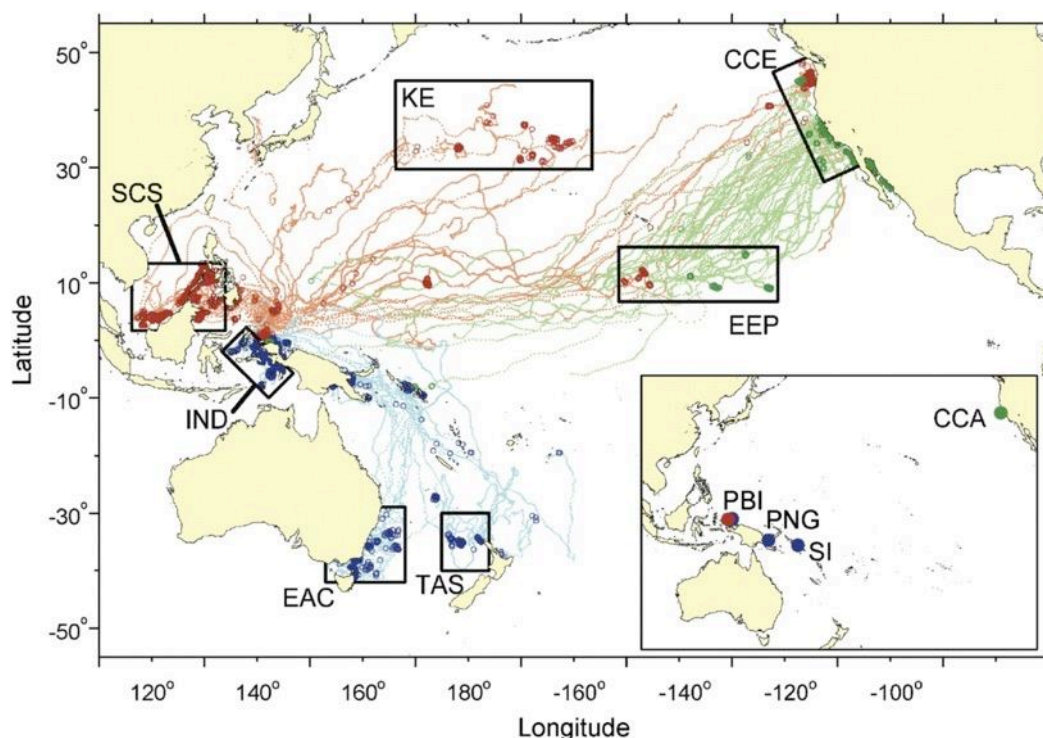 50°
30°
10°
-10°
-30°
-50°
Latitude
KE
CCE
SCS
EEP
IND
EAC
TAS
CCA
PBI
PNG
SI
120° 140° 160° 180° -160° -140° -120° -100°
Longitude